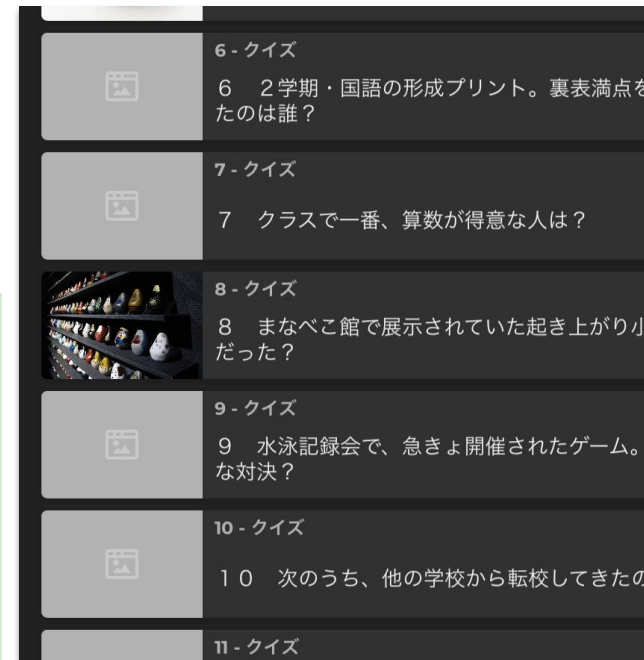 6 - クイズ
６　２学期・国語の形成プリント。裏表満点を
たのは誰？
7 - クイズ
７　クラスで一番、算数が得意な人は？
8 - クイズ
８　まなべこ館で展示されていた起き上がり小
だった？
9 - クイズ
９　水泳記録会で、急きょ開催されたゲーム。
な対決？
10 - クイズ
１０　次のうち、他の学校から転校してきたの
11 - クイズ